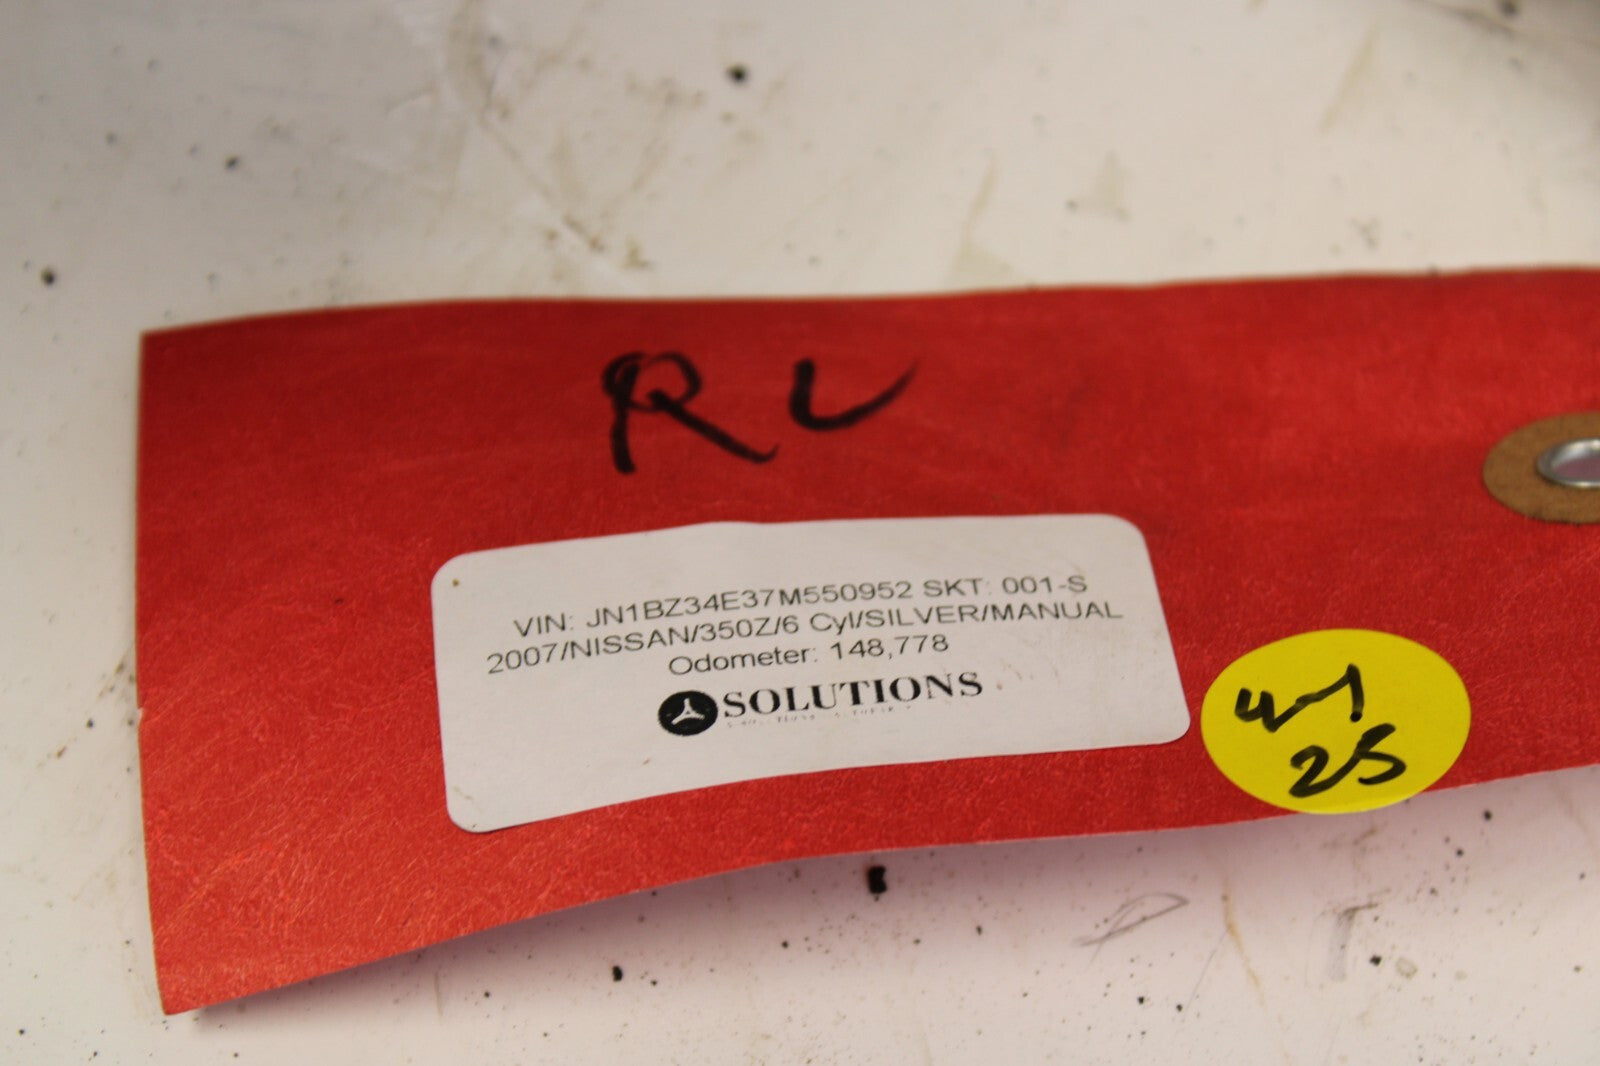 RL
VIN: JN1BZ34E37M550952 SKT: 001-S
2007/NISSAN/350Z/6 Cyl/SILVER/MANUAL
Odometer: 148,778
SOLUTIONS
4-1
25